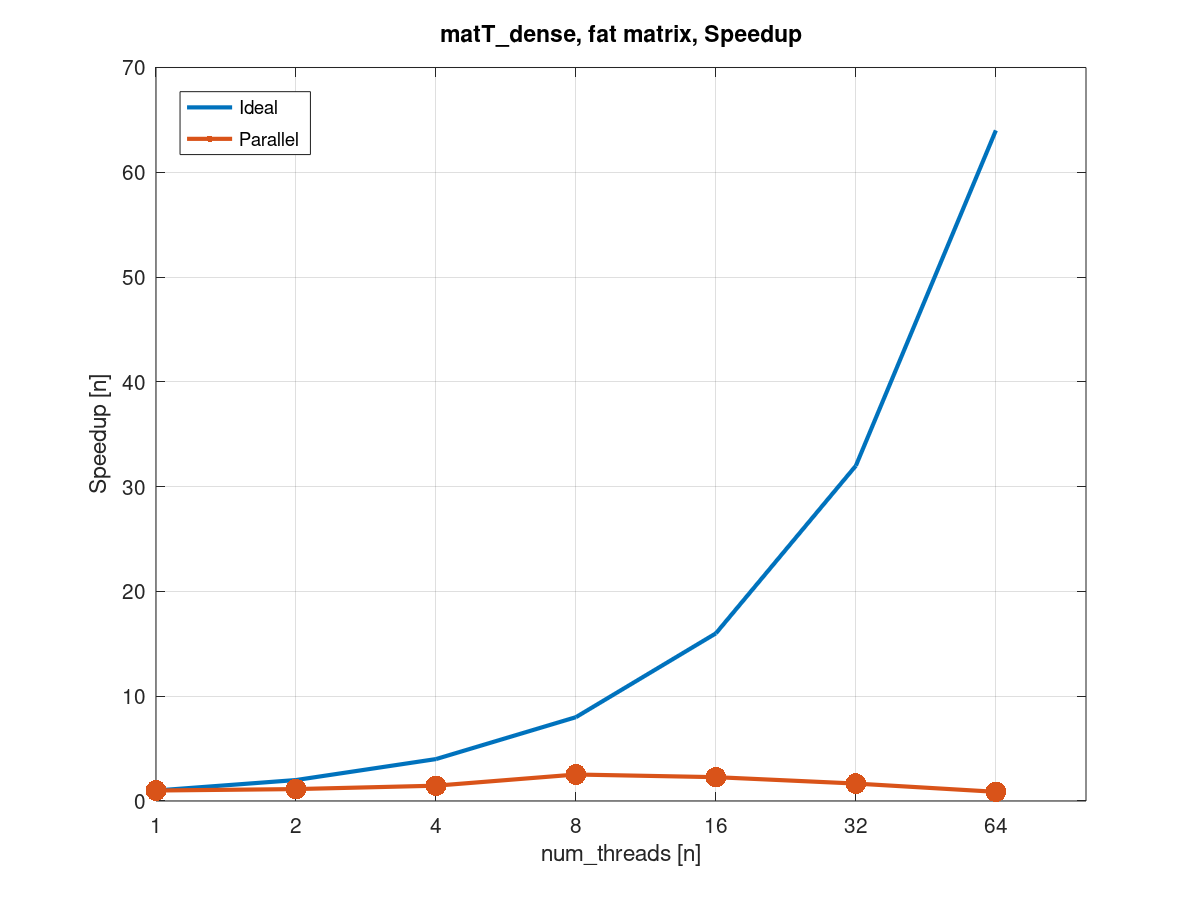 matT_dense, fat matrix, Speedup
70
60
50
40
30
20
10
0
Ideal
Parallel
Speedup [n]
1 2 4 8 16 32 64
num_threads [n]